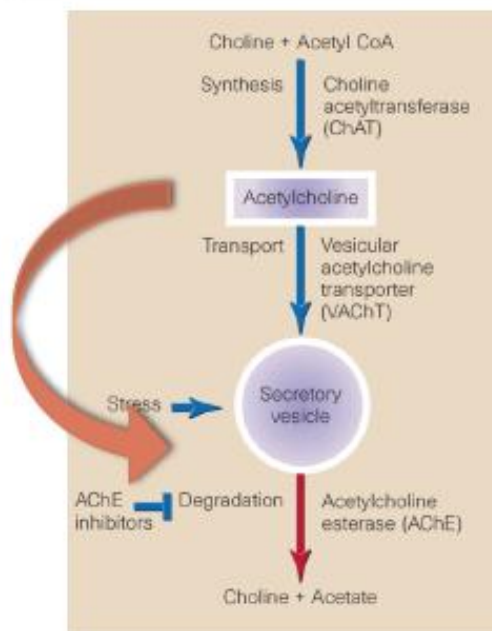 Choline + Acetyl CoA
Synthesis
Choline
acetyltransferase
(ChAT)
Acetylcholine
Transport
Vesicular
acetylcholine
transporter
(VAChT)
Stress
Secretory
vesicle
AChE
inhibitors
Degradation
Acetylcholine
esterase (AChE)
Choline + Acetate